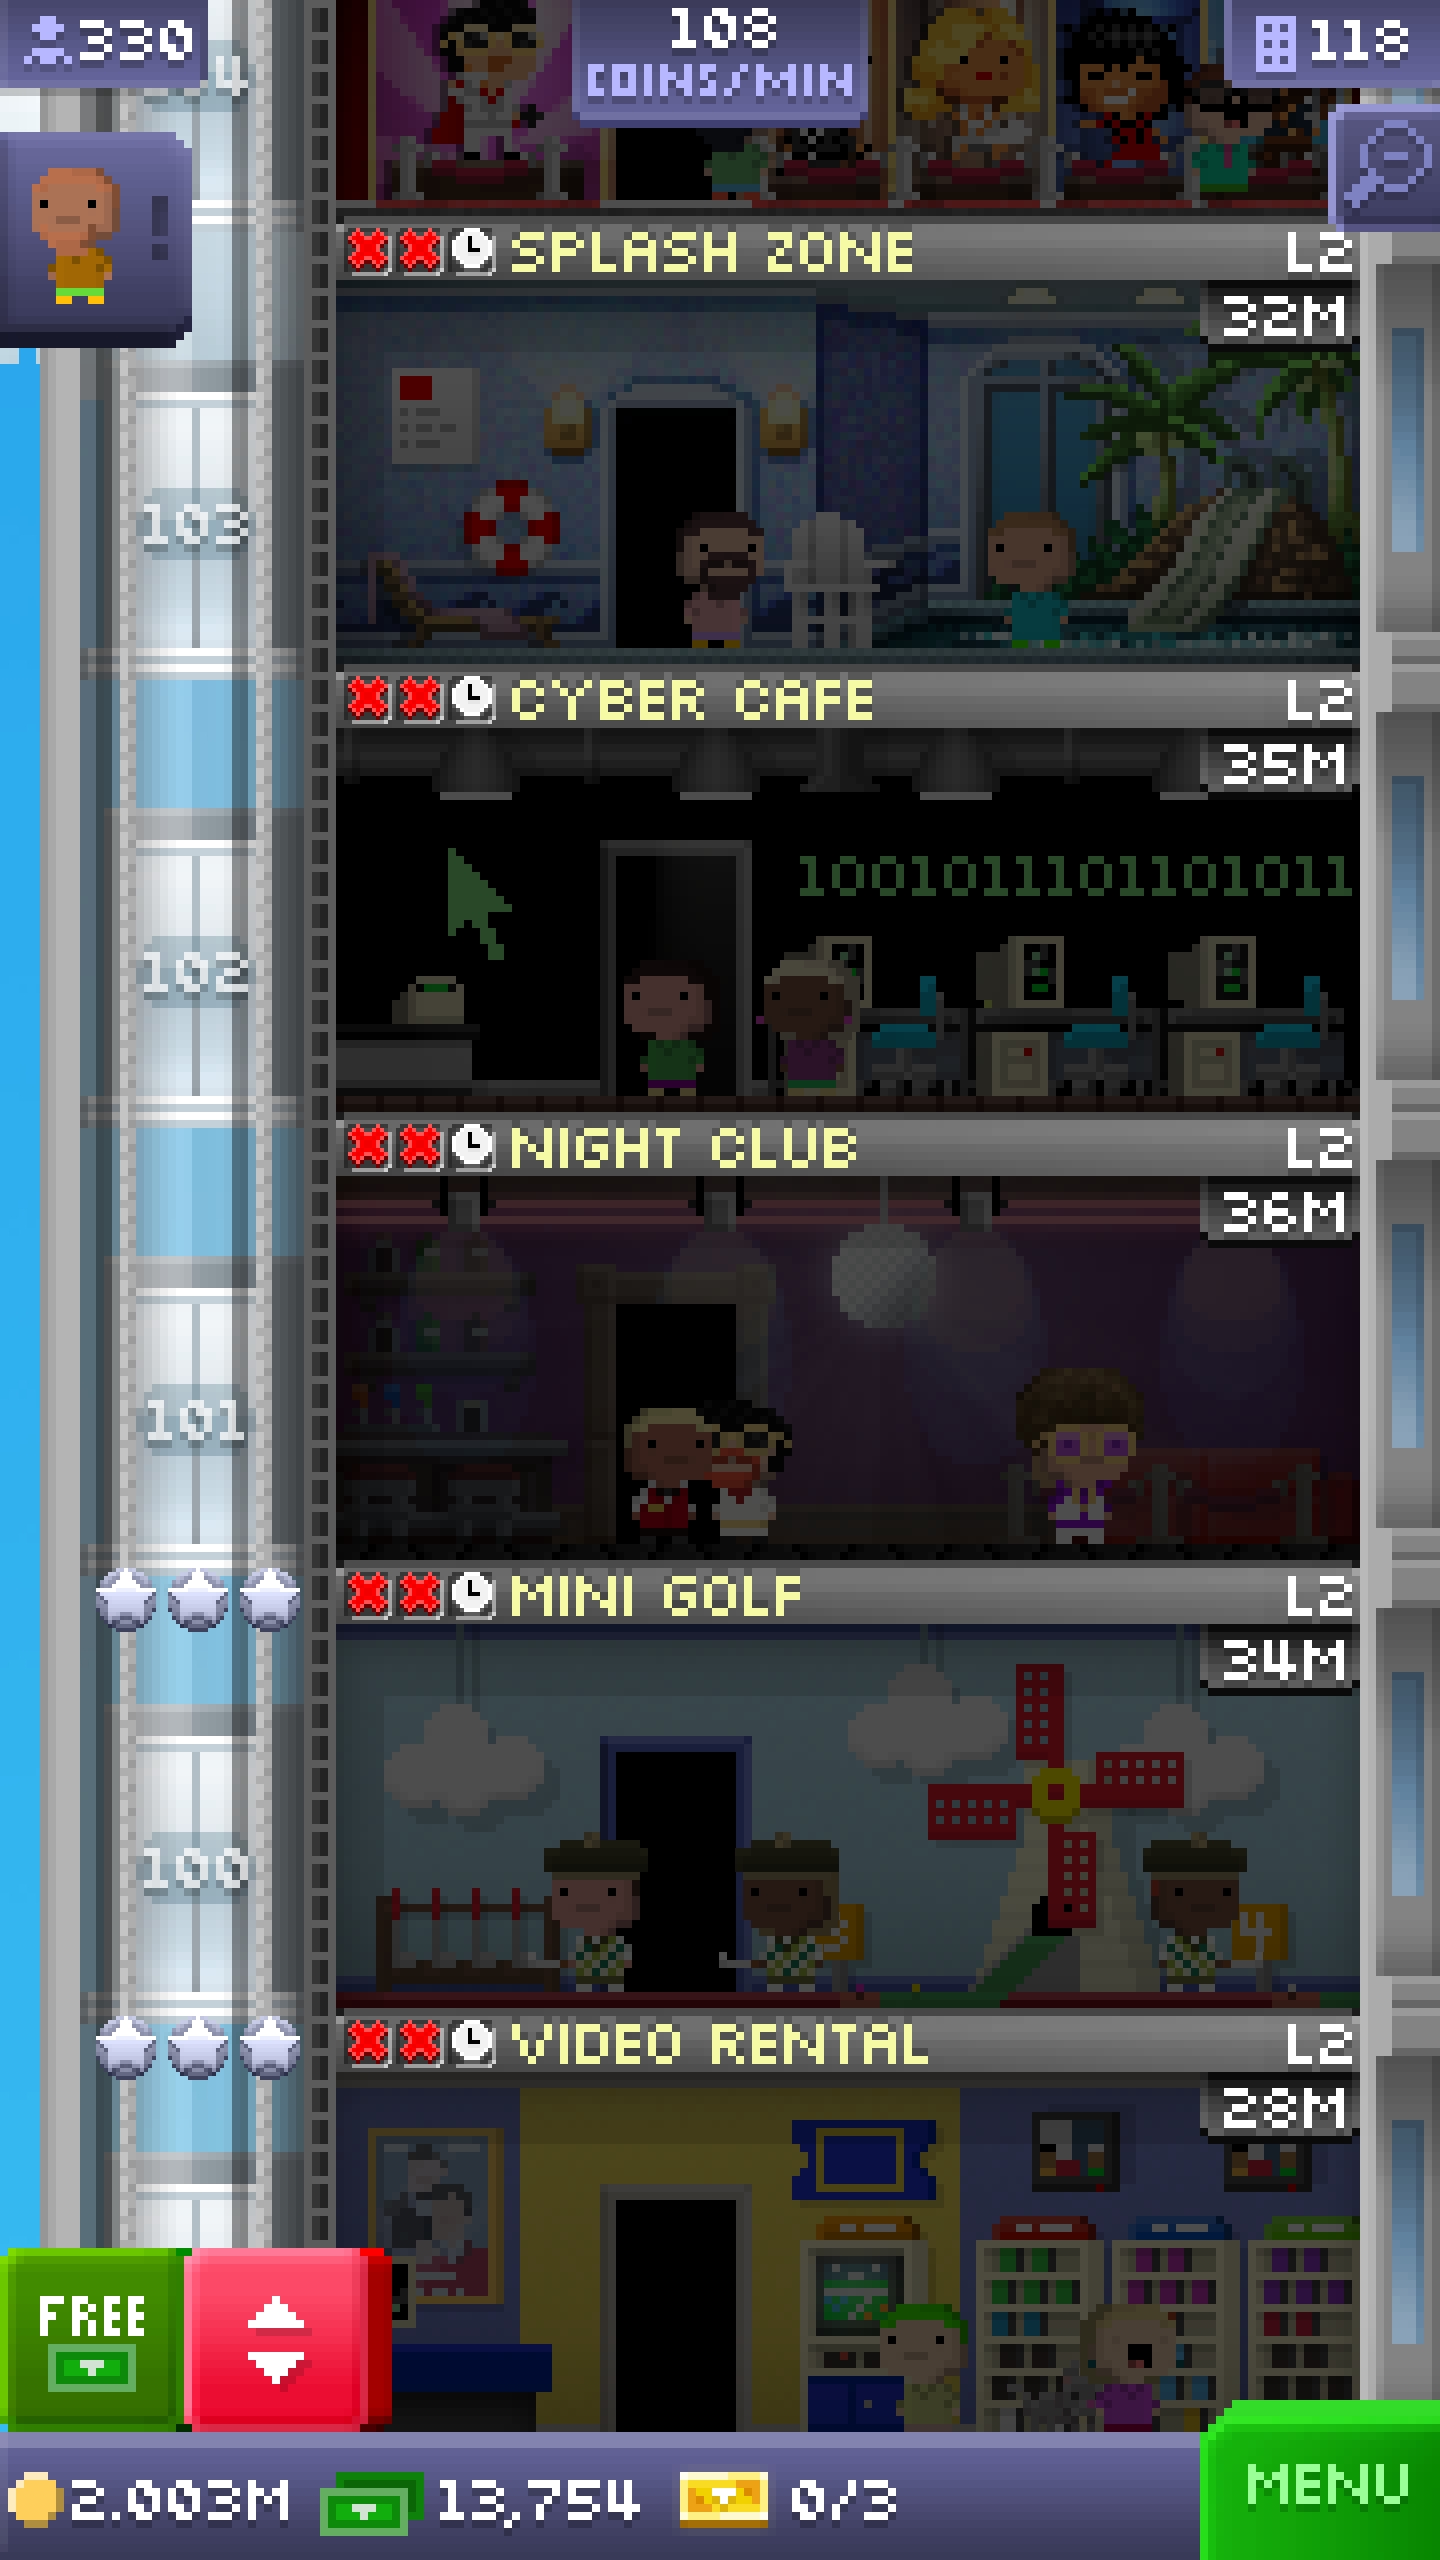 330
108
COINS/MIN
118
SPLASH ZONE
L2
32M
103
CYBER CAFE
L2
35M
1001011101101011
102
NIGHT CLUB
L2
36M
101
MINI GOLF
L2
34M
100
4
VIDEO RENTAL
L2
28M
FREE
2.003M
13,754
0/3
MENU